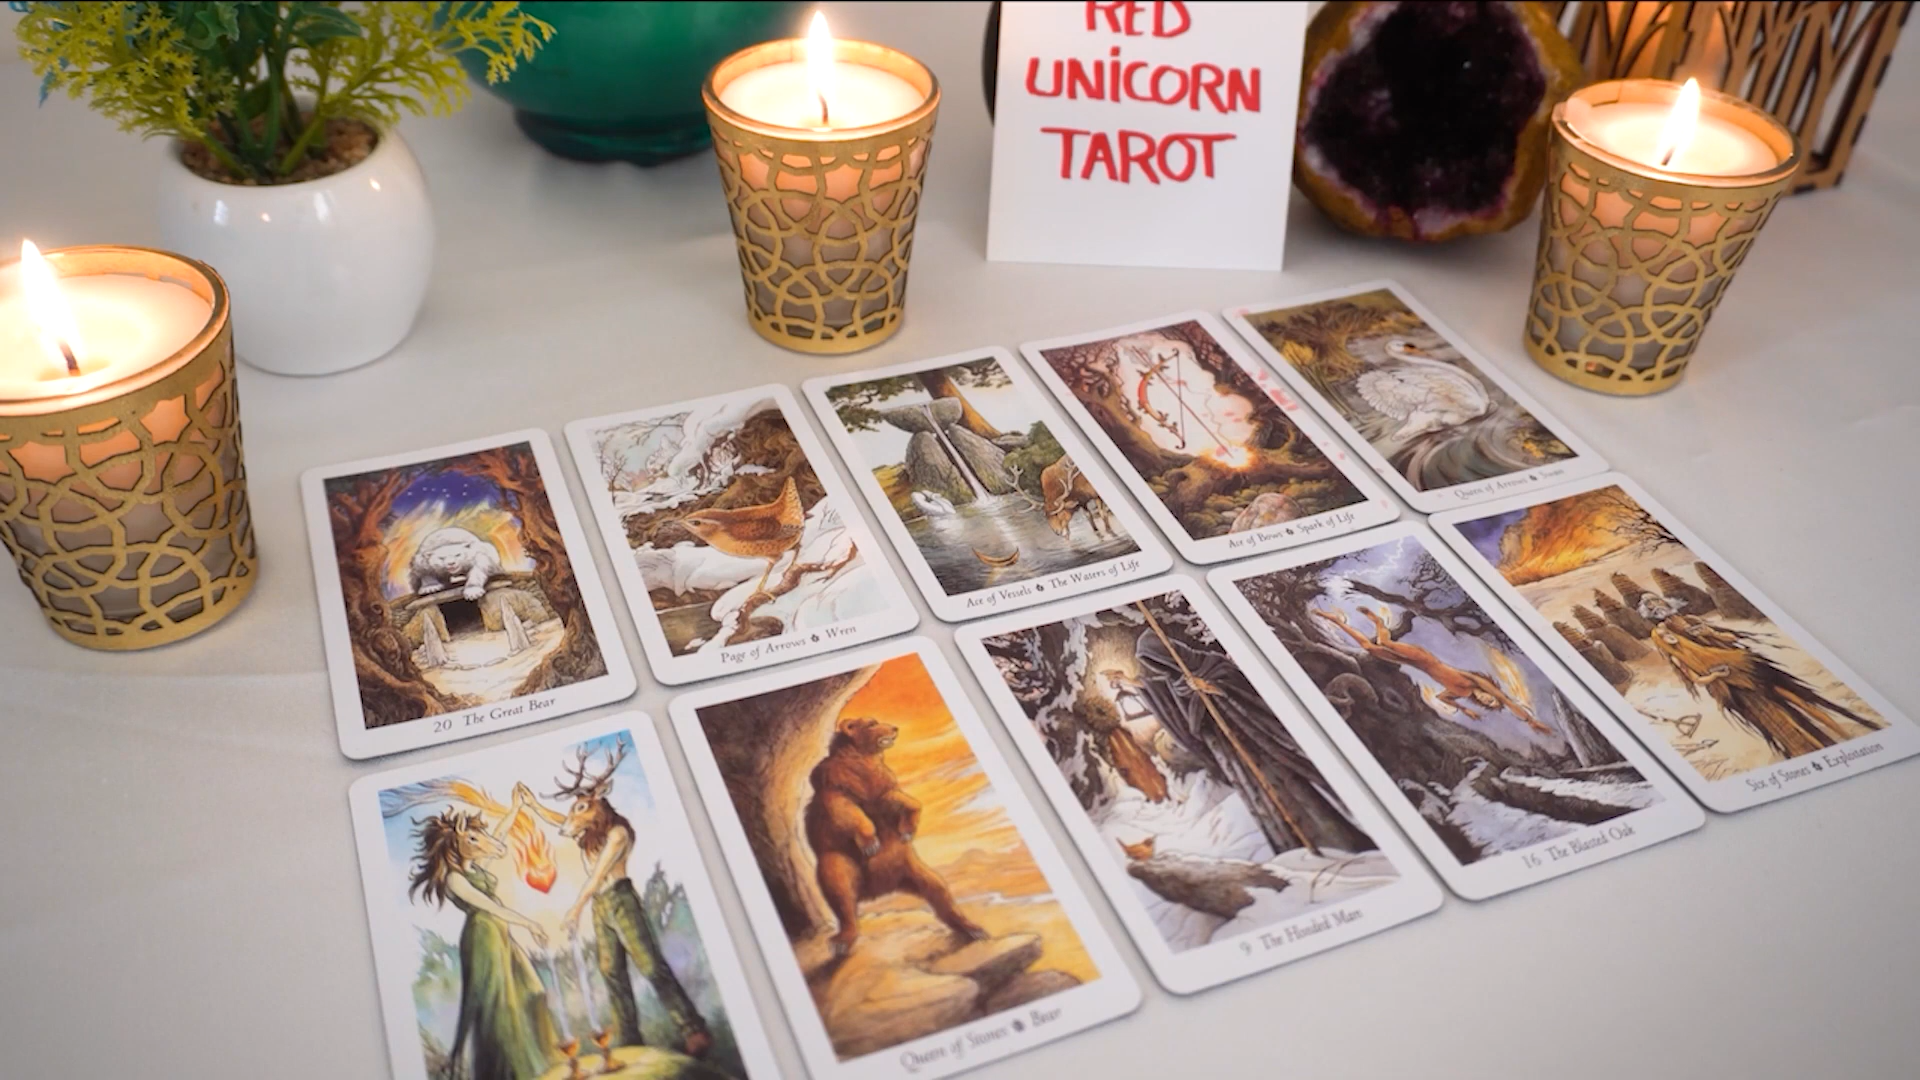 RED
UNiCORN
TAROT
20 The Great Bear
Page of Arrows Wren
Ace of Vessels The Waters of Life
Ace of Bows Spark of Life
Queen of Arrows Swan
Queen of Stones Bear
9 The Hooded Man
16 The Blasted Oak
Six of Stones Exploitation